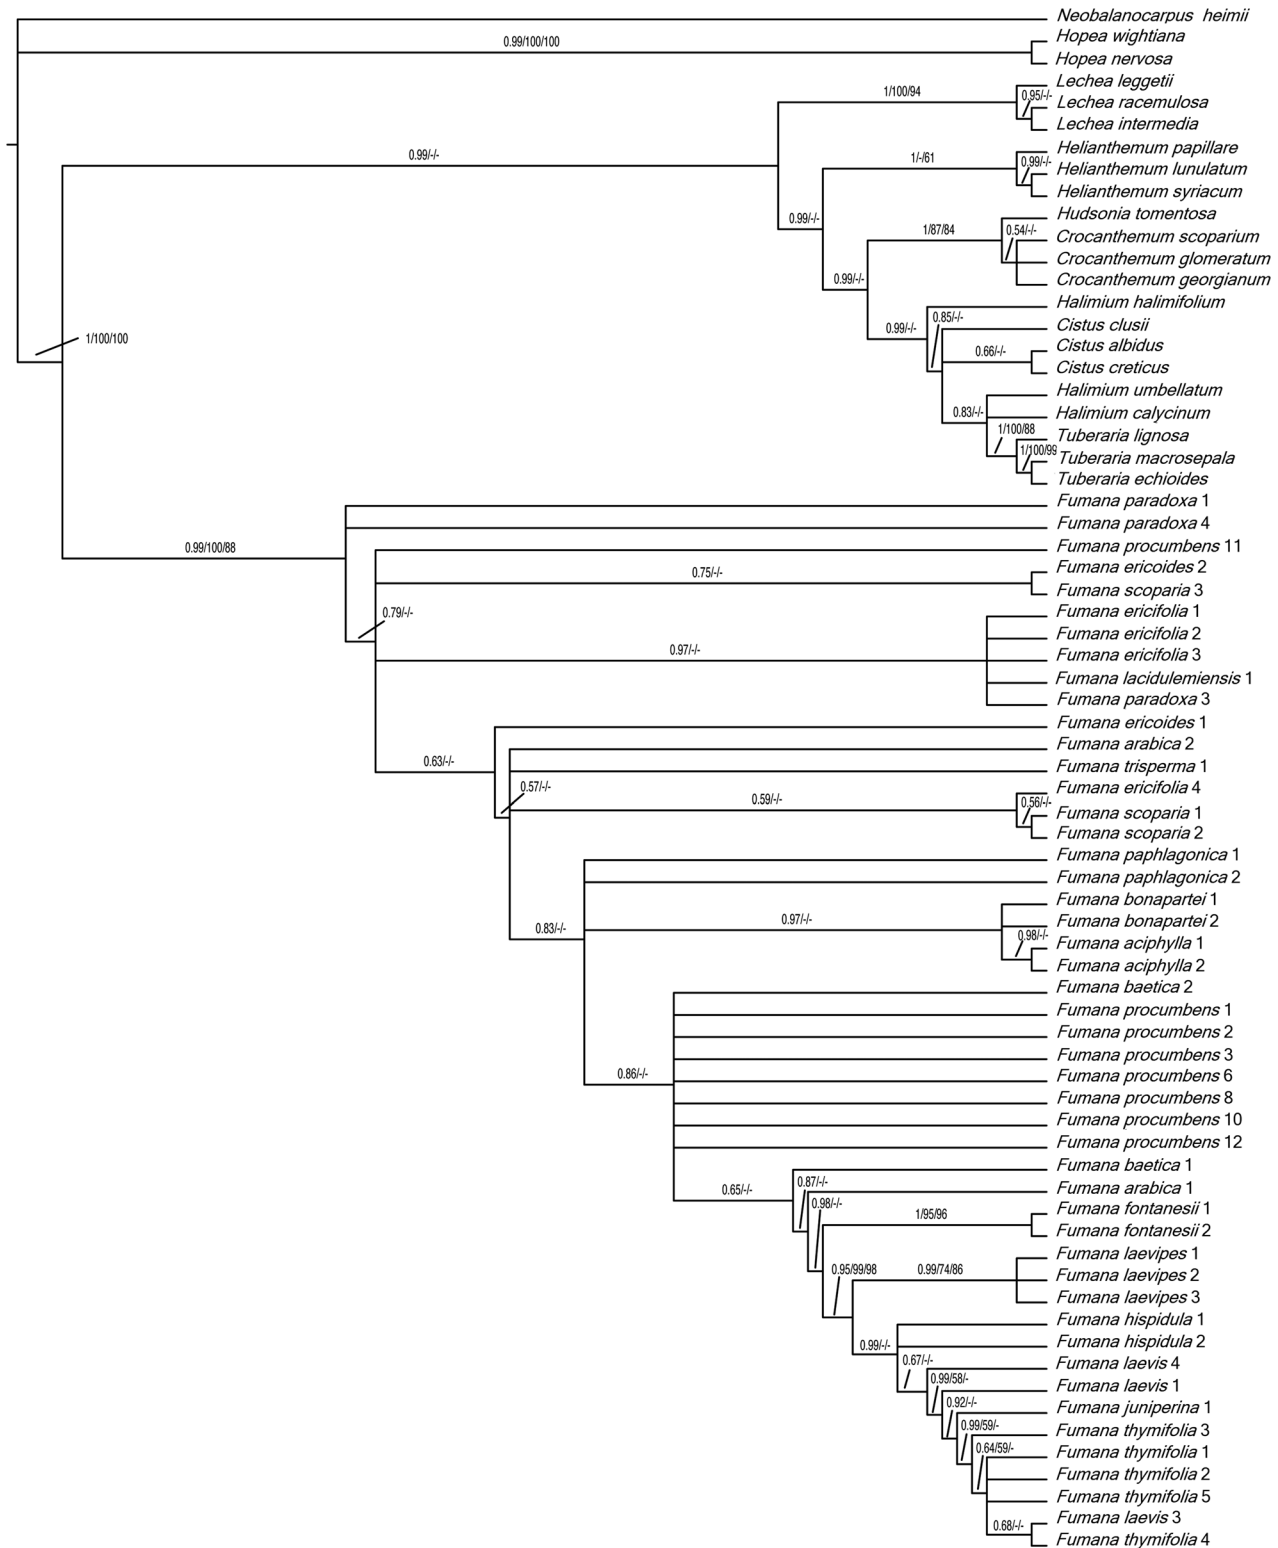 Neobalanocarpus heimii
Hopea wightiana
0.99/100/100
Hopea nervosa
Lechea leggetii
1/100/94
0.95/-/-
Lechea racemulosa
Lechea intermedia
Helianthemum papillare
0.99/-/-
1/-/61
0.99/-/-
Helianthemum lunulatum
Helianthemum syriacum
Hudsonia tomentosa
0.99/-/-
1/87/84
0.54/-/-
Crocanthemum scoparium
Crocanthemum glomeratum
Crocanthemum georgianum
0.99/-/-
Halimium halimifolium
0.85/-/-
Cistus clusii
0.99/-/-
1/100/100
Cistus albidus
0.66/-/-
Cistus creticus
Halimium umbellatum
0.83/-/-
Halimium calycinum
1/100/88
Tuberaria lignosa
1/100/99
Tuberaria macrosepala
Tuberaria echioides
Fumana paradoxa 1
Fumana paradoxa 4
0.99/100/88
Fumana procumbens 11
Fumana ericoides 2
0.75/-/-
Fumana scoparia 3
0.79/-/-
Fumana ericifolia 1
Fumana ericifolia 2
0.97/-/-
Fumana ericifolia 3
Fumana lacidulemiensis 1
Fumana paradoxa 3
Fumana ericoides 1
Fumana arabica 2
0.63/-/-
Fumana trisperma 1
0.57/-/-
Fumana ericifolia 4
0.59/-/-
0.56/-/-
Fumana scoparia 1
Fumana scoparia 2
Fumana paphlagonica 1
Fumana paphlagonica 2
Fumana bonapartei 1
0.83/-/-
0.97/-/-
Fumana bonapartei 2
0.98/-/-
Fumana aciphylla 1
Fumana aciphylla 2
Fumana baetica 2
Fumana procumbens 1
Fumana procumbens 2
Fumana procumbens 3
0.86/-/-
Fumana procumbens 6
Fumana procumbens 8
Fumana procumbens 10
Fumana procumbens 12
Fumana baetica 1
0.65/-/-
0.87/-/-
Fumana arabica 1
0.98/-/-
Fumana fontanesii 1
1/95/96
Fumana fontanesii 2
Fumana laevipes 1
0.95/99/98
0.99/74/86
Fumana laevipes 2
Fumana laevipes 3
Fumana hispidula 1
0.99/-/-
Fumana hispidula 2
0.67/-/-
Fumana laevis 4
0.99/58/-
Fumana laevis 1
0.92/-/-
Fumana juniperina 1
0.99/59/-
Fumana thymifolia 3
0.64/59/-
Fumana thymifolia 1
Fumana thymifolia 2
Fumana thymifolia 5
0.68/-/-
Fumana laevis 3
Fumana thymifolia 4